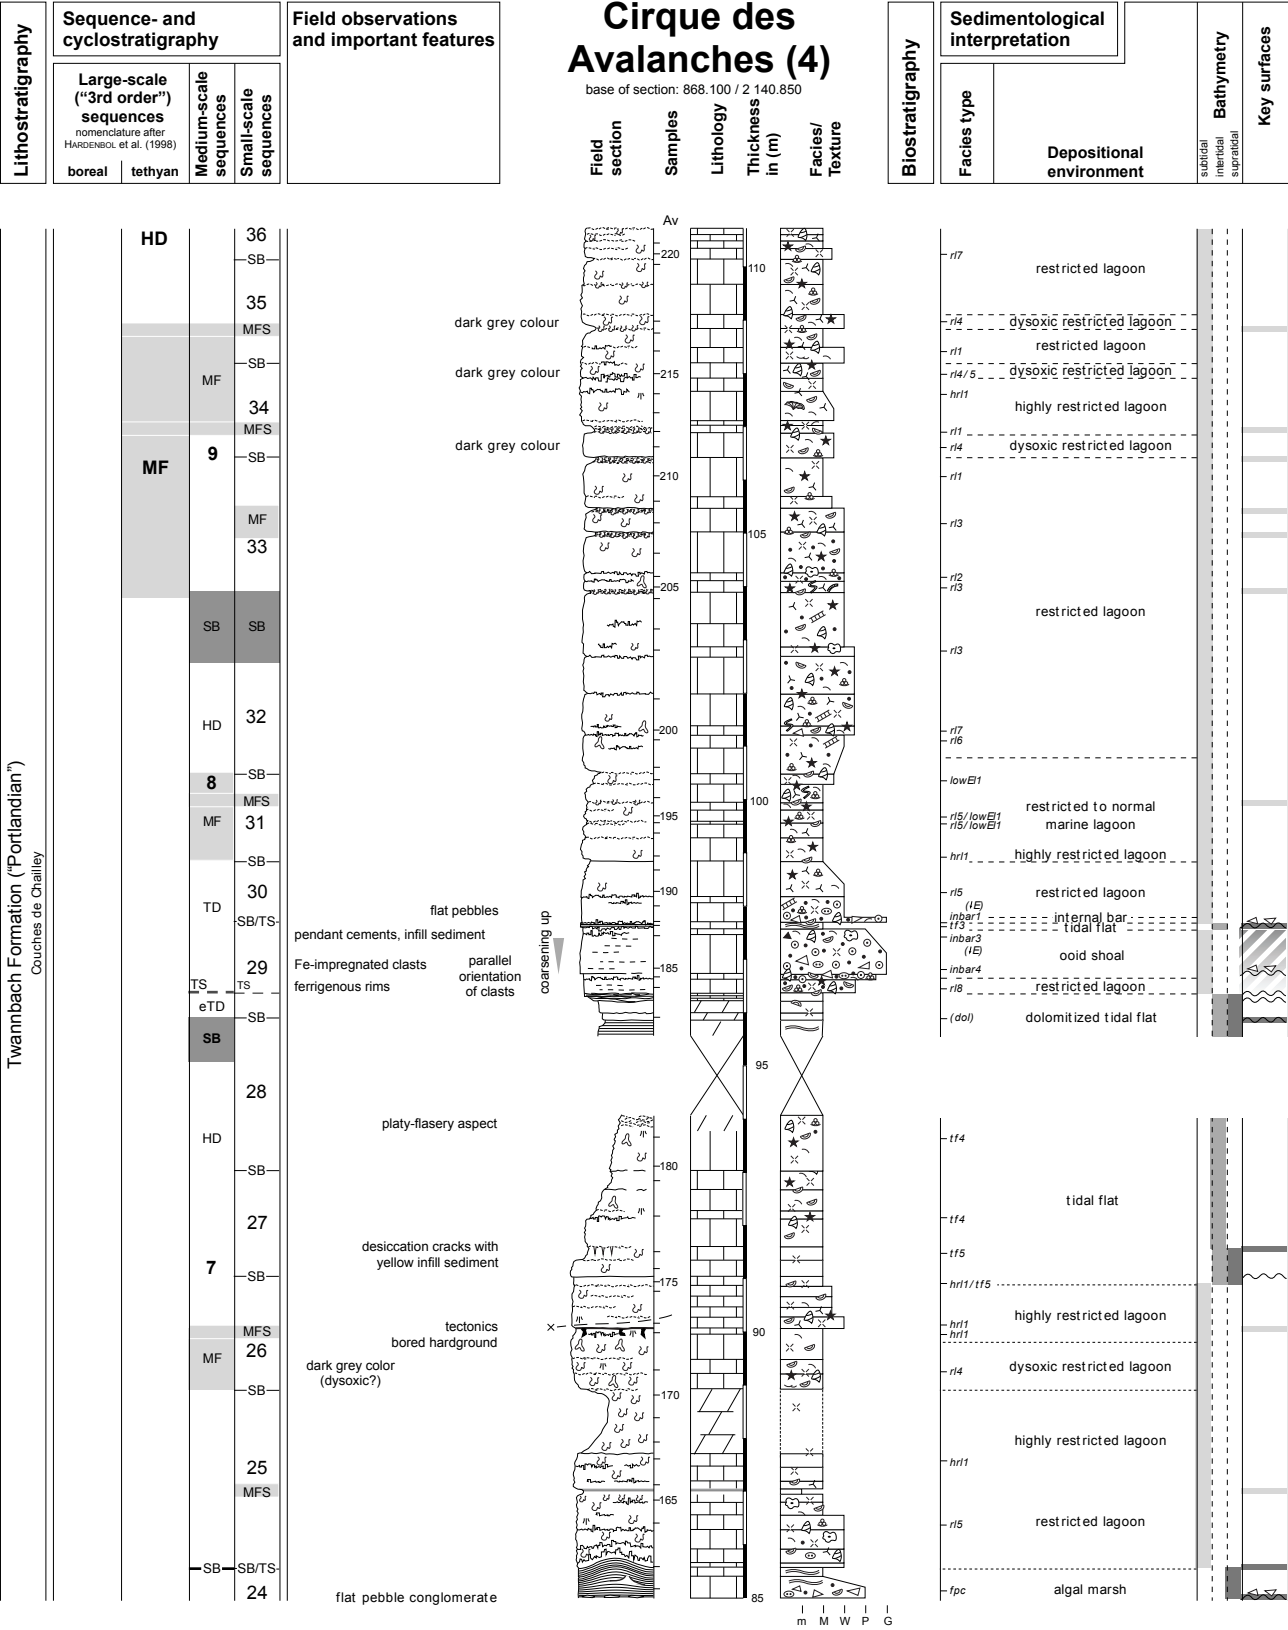 Cirque des
Avalanches (4)
base of section: 868.100 / 2 140.850
Lithostratigraphy
Sequence- and
cyclostratigraphy
Large-scale
("3rd order")
sequences
nomenclature after
HARDENBOL et al. (1998)
boreal
tethyan
Medium-scale
sequences
Small-scale
sequences
Field observations
and important features
Field
section
Samples
Lithology
Thickness
in (m)
Facies/
Texture
Biostratigraphy
Sedimentological
interpretation
Facies type
Depositional
environment
Bathymetry
subtidal
intertidal
supratidal
Key surfaces
Twannbach Formation ("Portlandian")
Couches de Chailley
HD
MF
MF
9
SB
HD
8
MF
TD
TS
eTD
SB
HD
7
MF
SB
36
SB
35
MFS
SB
34
MFS
SB
MF
33
SB
32
SB
MFS
31
SB
30
SB/TS
29
TS
SB
28
SB
27
SB
MFS
26
SB
25
MFS
SB/TS
24
dark grey colour
dark grey colour
dark grey colour
flat pebbles
pendant cements, infill sediment
Fe-impregnated clasts
parallel
orientation
of clasts
ferrigenous rims
coarsening up
platy-flasery aspect
desiccation cracks with
yellow infill sediment
tectonics
x
bored hardground
dark grey color
(dysoxic?)
flat pebble conglomerate
Av
220
215
210
205
200
195
190
185
180
175
170
165
110
105
100
95
90
85
m M W P G
rl7
rl4
rl1
rl4/5
hrl1
rl1
rl4
rl1
rl3
rl2
rl3
rl3
rl7
rl6
lowEl1
rl5/lowEl1
rl5/lowEl1
hrl1
rl5
inbar1
tf3
inbar3
inbar4
rl8
(dol)
tf4
tf4
tf5
hrl1/tf5
hrl1
hrl1
rl4
hrl1
rl5
fpc
restricted lagoon
dysoxic restricted lagoon
restricted lagoon
dysoxic restricted lagoon
highly restricted lagoon
dysoxic restricted lagoon
restricted lagoon
restricted to normal
marine lagoon
highly restricted lagoon
restricted lagoon
internal bar
tidal flat
ooid shoal
restricted lagoon
dolomitized tidal flat
tidal flat
highly restricted lagoon
dysoxic restricted lagoon
highly restricted lagoon
restricted lagoon
algal marsh